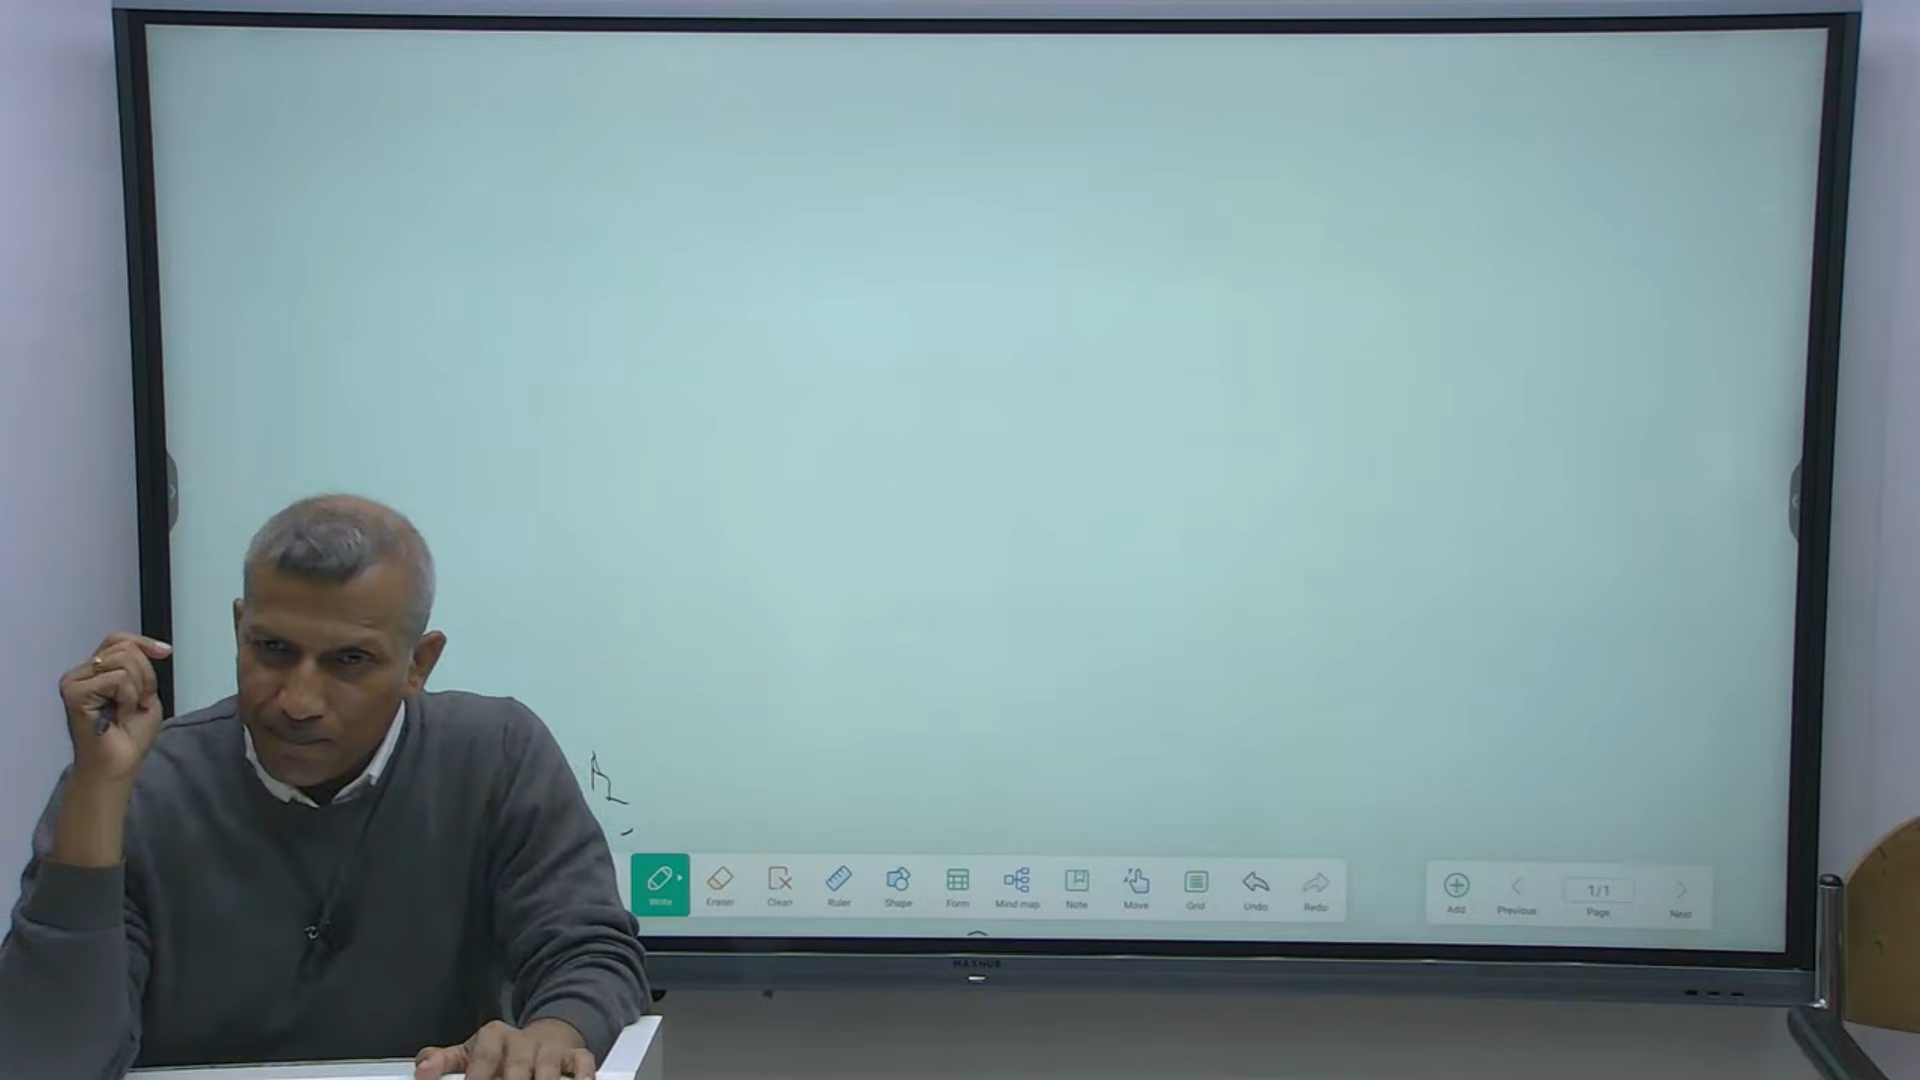 Write Eraser Clean Ruler Shape Form Mind map Note Move Grid Undo Redo
Add Previous 1/1 Page Next
MAXHUB